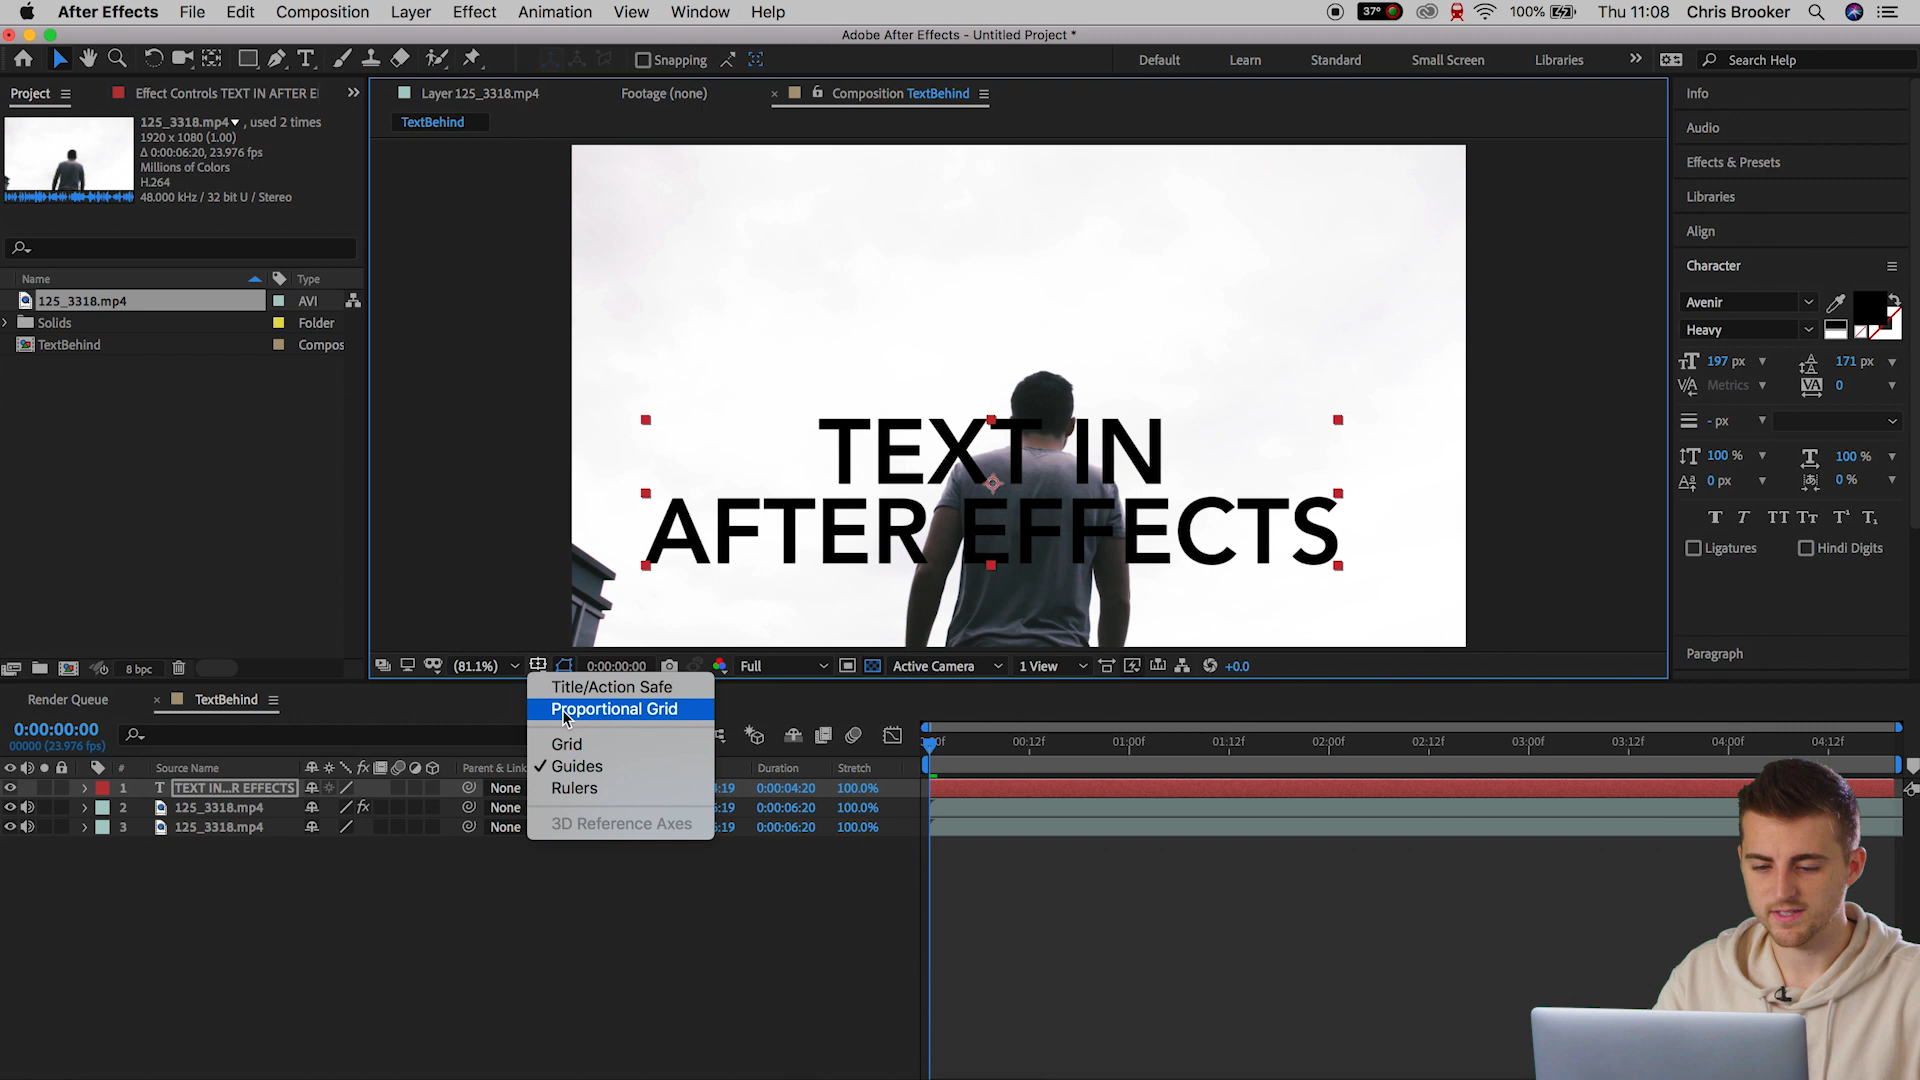 After Effects File Edit Composition Layer Effect Animation View Window Help 37° 100% Thu 11:08 Chris Brooker
Adobe After Effects - Untitled Project *
Snapping Default Learn Standard Small Screen Libraries Search Help
Project Effect Controls TEXT IN AFTER E Layer 125_3318.mp4 Footage (none) × Composition TextBehind Info
TextBehind
125_3318.mp4 , used 2 times
1920 x 1080 (1.00)
Δ 0:00:06:20, 23.976 fps
Millions of Colors
H.264
48.000 kHz / 32 bit U / Stereo
Name Type
125_3318.mp4 AVI
Solids Folder
TextBehind Compos
8 bpc
TEXT IN
AFTER EFFECTS
Audio
Effects & Presets
Libraries
Align
Character
Avenir
Heavy
197 px 171 px
Metrics 0
- px
100 % 100 %
0 px 0 %
Ligatures Hindi Digits
Paragraph
(81.1%) 0:00:00:00 Full Active Camera 1 View +0.0
Title/Action Safe
Proportional Grid
Grid
✓ Guides
Rulers
3D Reference Axes
Render Queue × TextBehind
0:00:00:00
00000 (23.976 fps)
00:12f 01:00f 01:12f 02:00f 02:12f 03:00f 03:12f 04:00f 04:12f
# Source Name fx Parent & Link Duration Stretch
1 T TEXT IN...R EFFECTS None 0:00:04:20 100.0%
2 125_3318.mp4 fx None 0:00:06:20 100.0%
3 125_3318.mp4 None 0:00:06:20 100.0%